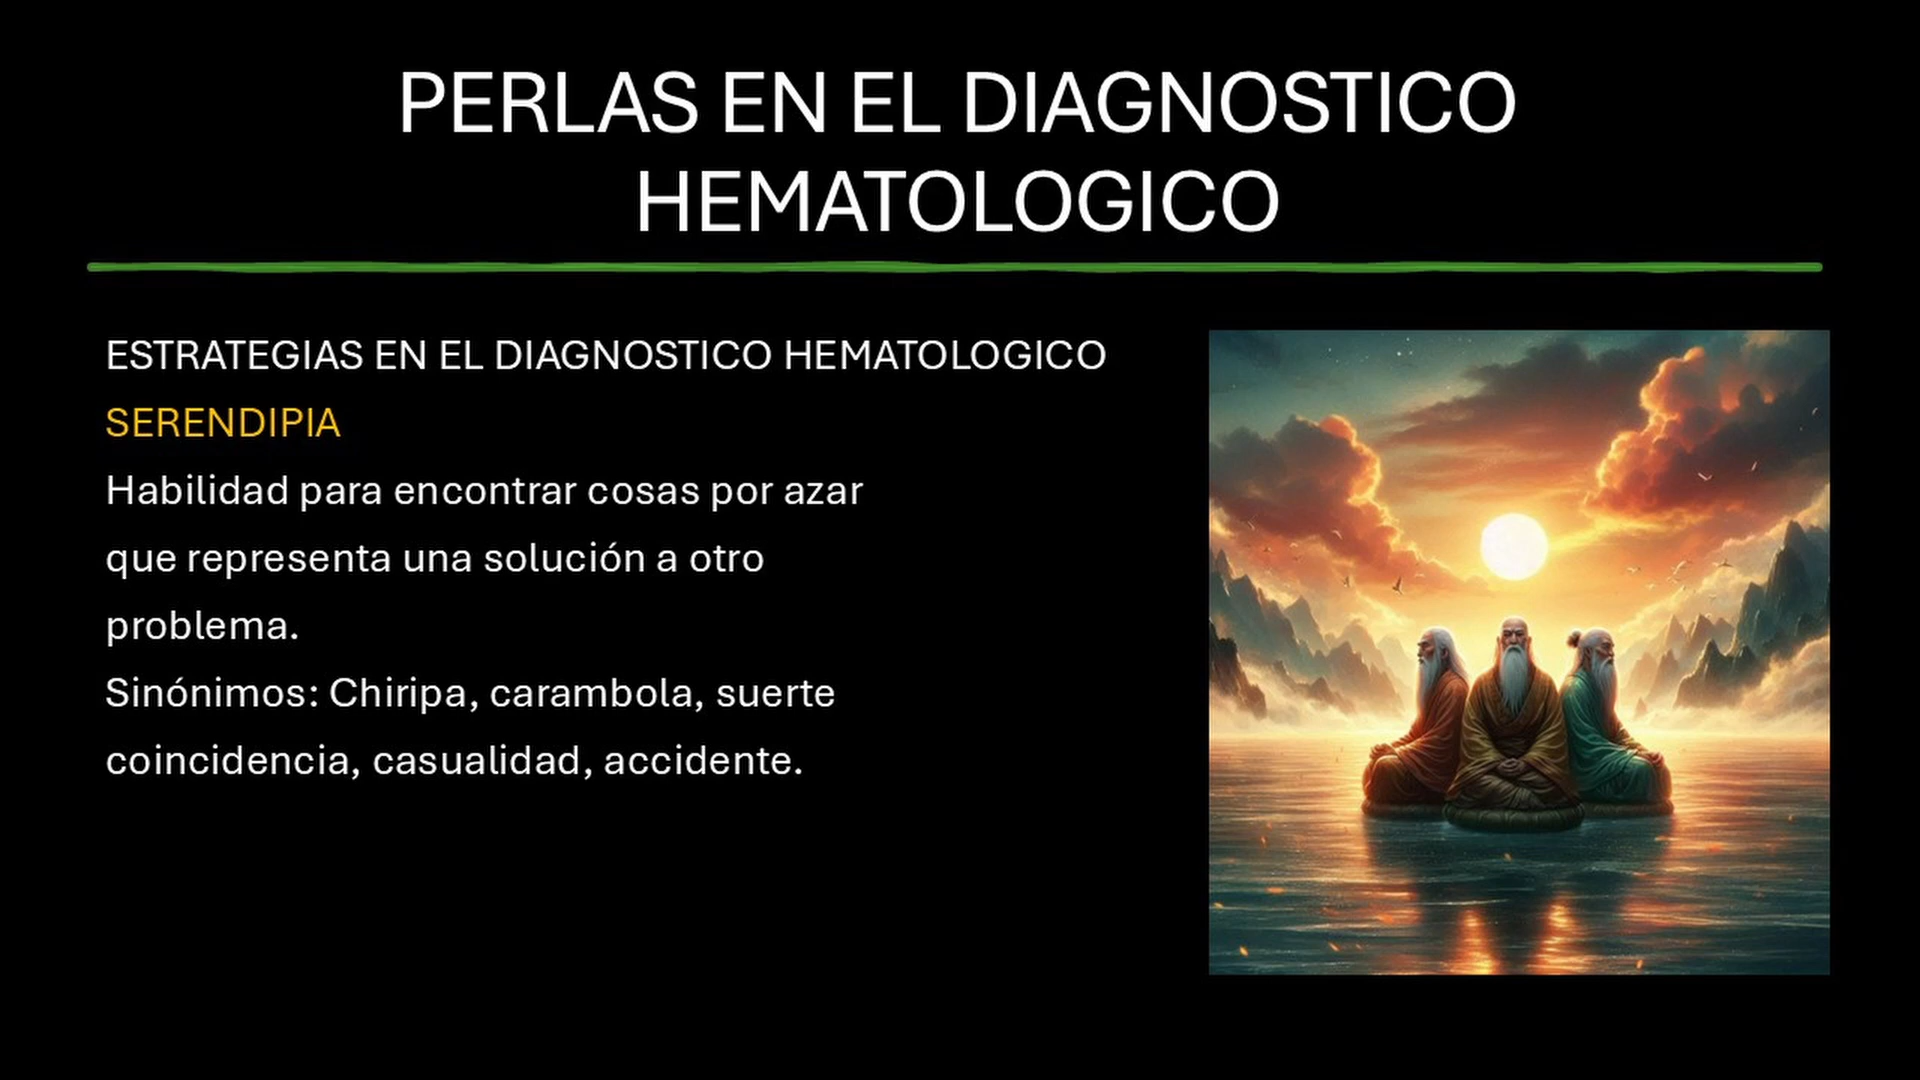 PERLAS EN EL DIAGNOSTICO
HEMATOLOGICO
ESTRATEGIAS EN EL DIAGNOSTICO HEMATOLOGICO
SERENDIPIA
Habilidad para encontrar cosas por azar
que representa una solución a otro
problema.
Sinónimos: Chiripa, carambola, suerte
coincidencia, casualidad, accidente.